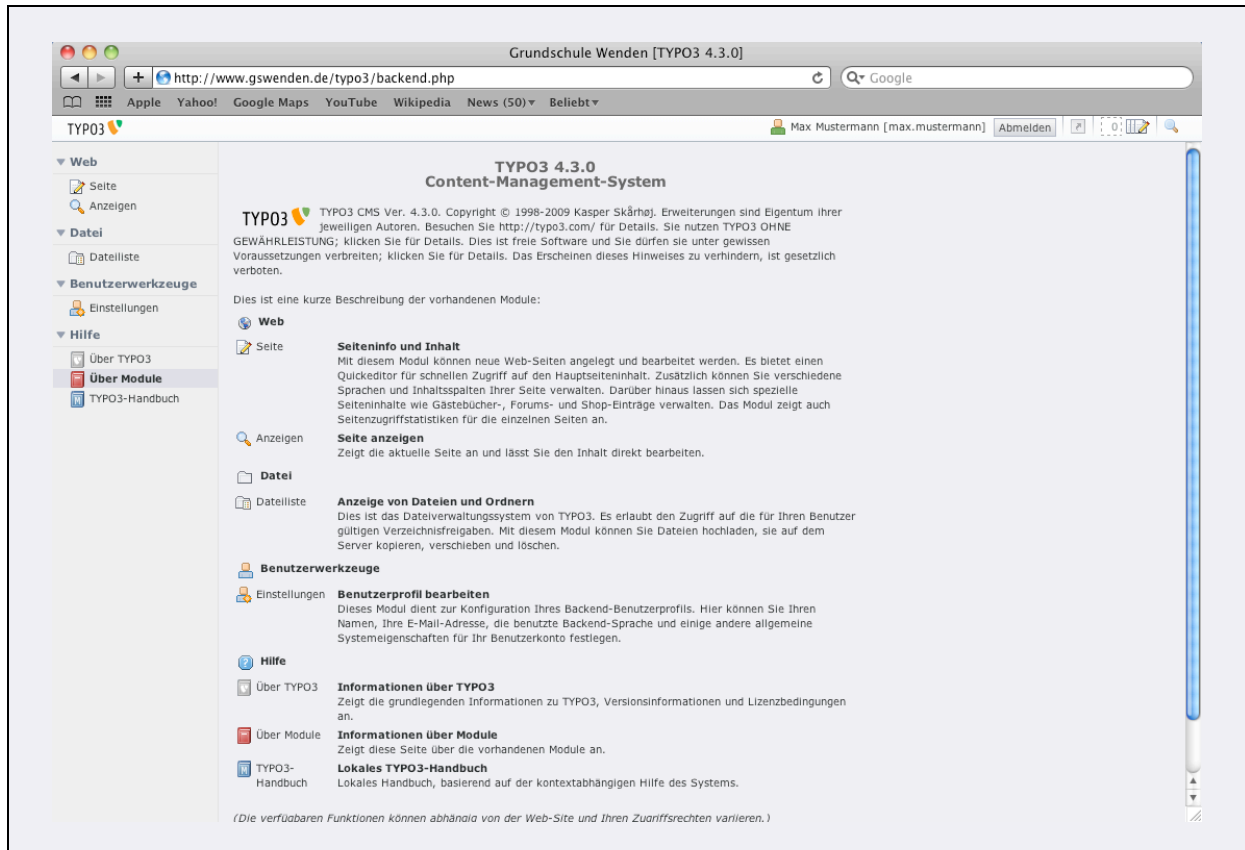 Grundschule Wenden [TYPO3 4.3.0]
http://www.gswenden.de/typo3/backend.php
Google
Apple Yahoo! Google Maps YouTube Wikipedia News (50) Beliebt
TYPO3
Max Mustermann [max.mustermann] Abmelden 0
Web
Seite
Anzeigen
Datei
Dateiliste
Benutzerwerkzeuge
Einstellungen
Hilfe
Über TYPO3
Über Module
TYPO3-Handbuch
TYPO3 4.3.0
Content-Management-System
TYPO3
TYPO3 CMS Ver. 4.3.0. Copyright © 1998-2009 Kasper Skårhøj. Erweiterungen sind Eigentum ihrer
jeweiligen Autoren. Besuchen Sie http://typo3.com/ für Details. Sie nutzen TYPO3 OHNE
GEWÄHRLEISTUNG; klicken Sie für Details. Dies ist freie Software und Sie dürfen sie unter gewissen
Voraussetzungen verbreiten; klicken Sie für Details. Das Erscheinen dieses Hinweises zu verhindern, ist gesetzlich
verboten.
Dies ist eine kurze Beschreibung der vorhandenen Module:
Web
Seite Seiteninfo und Inhalt
Mit diesem Modul können neue Web-Seiten angelegt und bearbeitet werden. Es bietet einen
Quickeditor für schnellen Zugriff auf den Hauptseiteninhalt. Zusätzlich können Sie verschiedene
Sprachen und Inhaltsspalten Ihrer Seite verwalten. Darüber hinaus lassen sich spezielle
Seiteninhalte wie Gästebücher-, Forums- und Shop-Einträge verwalten. Das Modul zeigt auch
Seitenzugriffstatistiken für die einzelnen Seiten an.
Anzeigen Seite anzeigen
Zeigt die aktuelle Seite an und lässt Sie den Inhalt direkt bearbeiten.
Datei
Dateiliste Anzeige von Dateien und Ordnern
Dies ist das Dateiverwaltungssystem von TYPO3. Es erlaubt den Zugriff auf die für Ihren Benutzer
gültigen Verzeichnisfreigaben. Mit diesem Modul können Sie Dateien hochladen, sie auf dem
Server kopieren, verschieben und löschen.
Benutzerwerkzeuge
Einstellungen Benutzerprofil bearbeiten
Dieses Modul dient zur Konfiguration Ihres Backend-Benutzerprofils. Hier können Sie Ihren
Namen, Ihre E-Mail-Adresse, die benutzte Backend-Sprache und einige andere allgemeine
Systemeigenschaften für Ihr Benutzerkonto festlegen.
Hilfe
Über TYPO3 Informationen über TYPO3
Zeigt die grundlegenden Informationen zu TYPO3, Versionsinformationen und Lizenzbedingungen
an.
Über Module Informationen über Module
Zeigt diese Seite über die vorhandenen Module an.
TYPO3- Lokales TYPO3-Handbuch
Handbuch Lokales Handbuch, basierend auf der kontextabhängigen Hilfe des Systems.
(Die verfügbaren Funktionen können abhängig von der Web-Site und Ihren Zugriffsrechten variieren.)